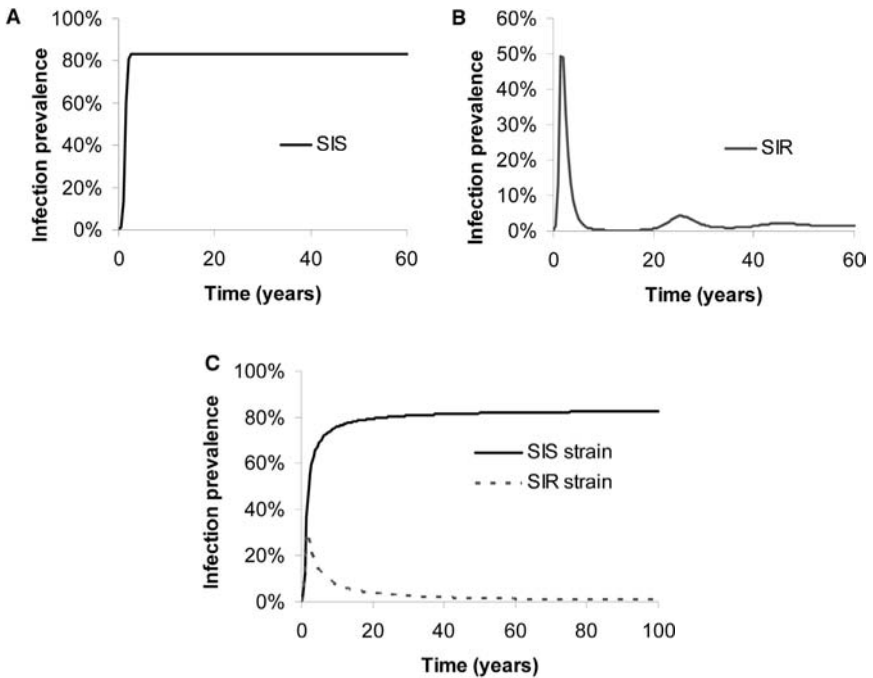 A
Infection prevalence
100%
80%
60%
40%
20%
0%
SIS
0 20 40 60
Time (years)
B
Infection prevalence
60%
50%
40%
30%
20%
10%
0%
SIR
0 20 40 60
Time (years)
C
Infection prevalence
100%
80%
60%
40%
20%
0%
SIS strain
SIR strain
0 20 40 60 80 100
Time (years)